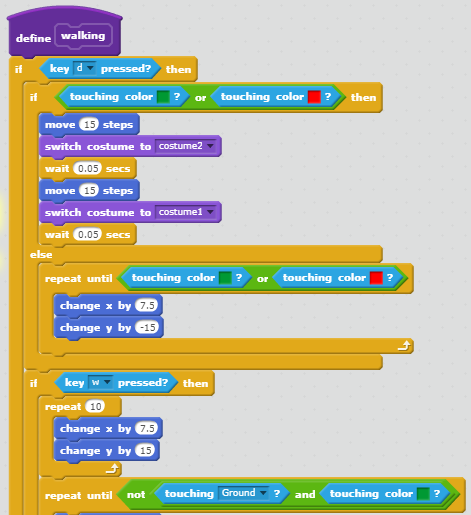 define walking
if key d pressed? then
if touching color ? or touching color ? then
move 15 steps
switch costume to costume2
wait 0.05 secs
move 15 steps
switch costume to costume1
wait 0.05 secs
else
repeat until touching color ? or touching color ?
change x by 7.5
change y by -15
if key w pressed? then
repeat 10
change x by 7.5
change y by 15
repeat until not touching Ground ? and touching color ?